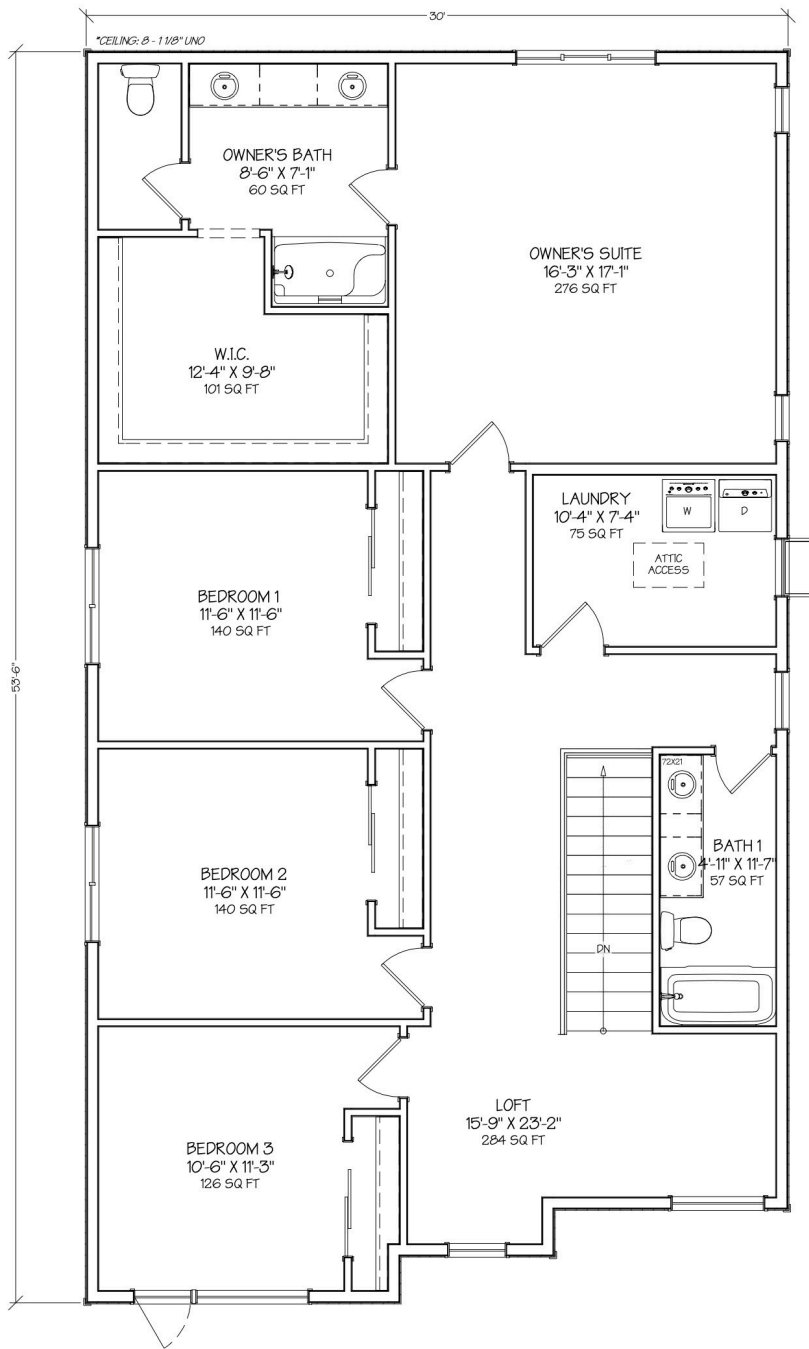 30'
*CEILING: 8 - 1 1/8" UNO
OWNER'S BATH
8'-6" X 7'-1"
60 SQ FT
OWNER'S SUITE
16'-3" X 17'-1"
276 SQ FT
W.I.C.
12'-4" X 9'-8"
101 SQ FT
LAUNDRY
10'-4" X 7'-4"
75 SQ FT
W
D
ATTIC
ACCESS
BEDROOM 1
11'-6" X 11'-6"
140 SQ FT
53'-6"
72X21
BATH 1
4'-11" X 11'-7"
57 SQ FT
BEDROOM 2
11'-6" X 11'-6"
140 SQ FT
DN
LOFT
15'-9" X 23'-2"
284 SQ FT
BEDROOM 3
10'-6" X 11'-3"
126 SQ FT